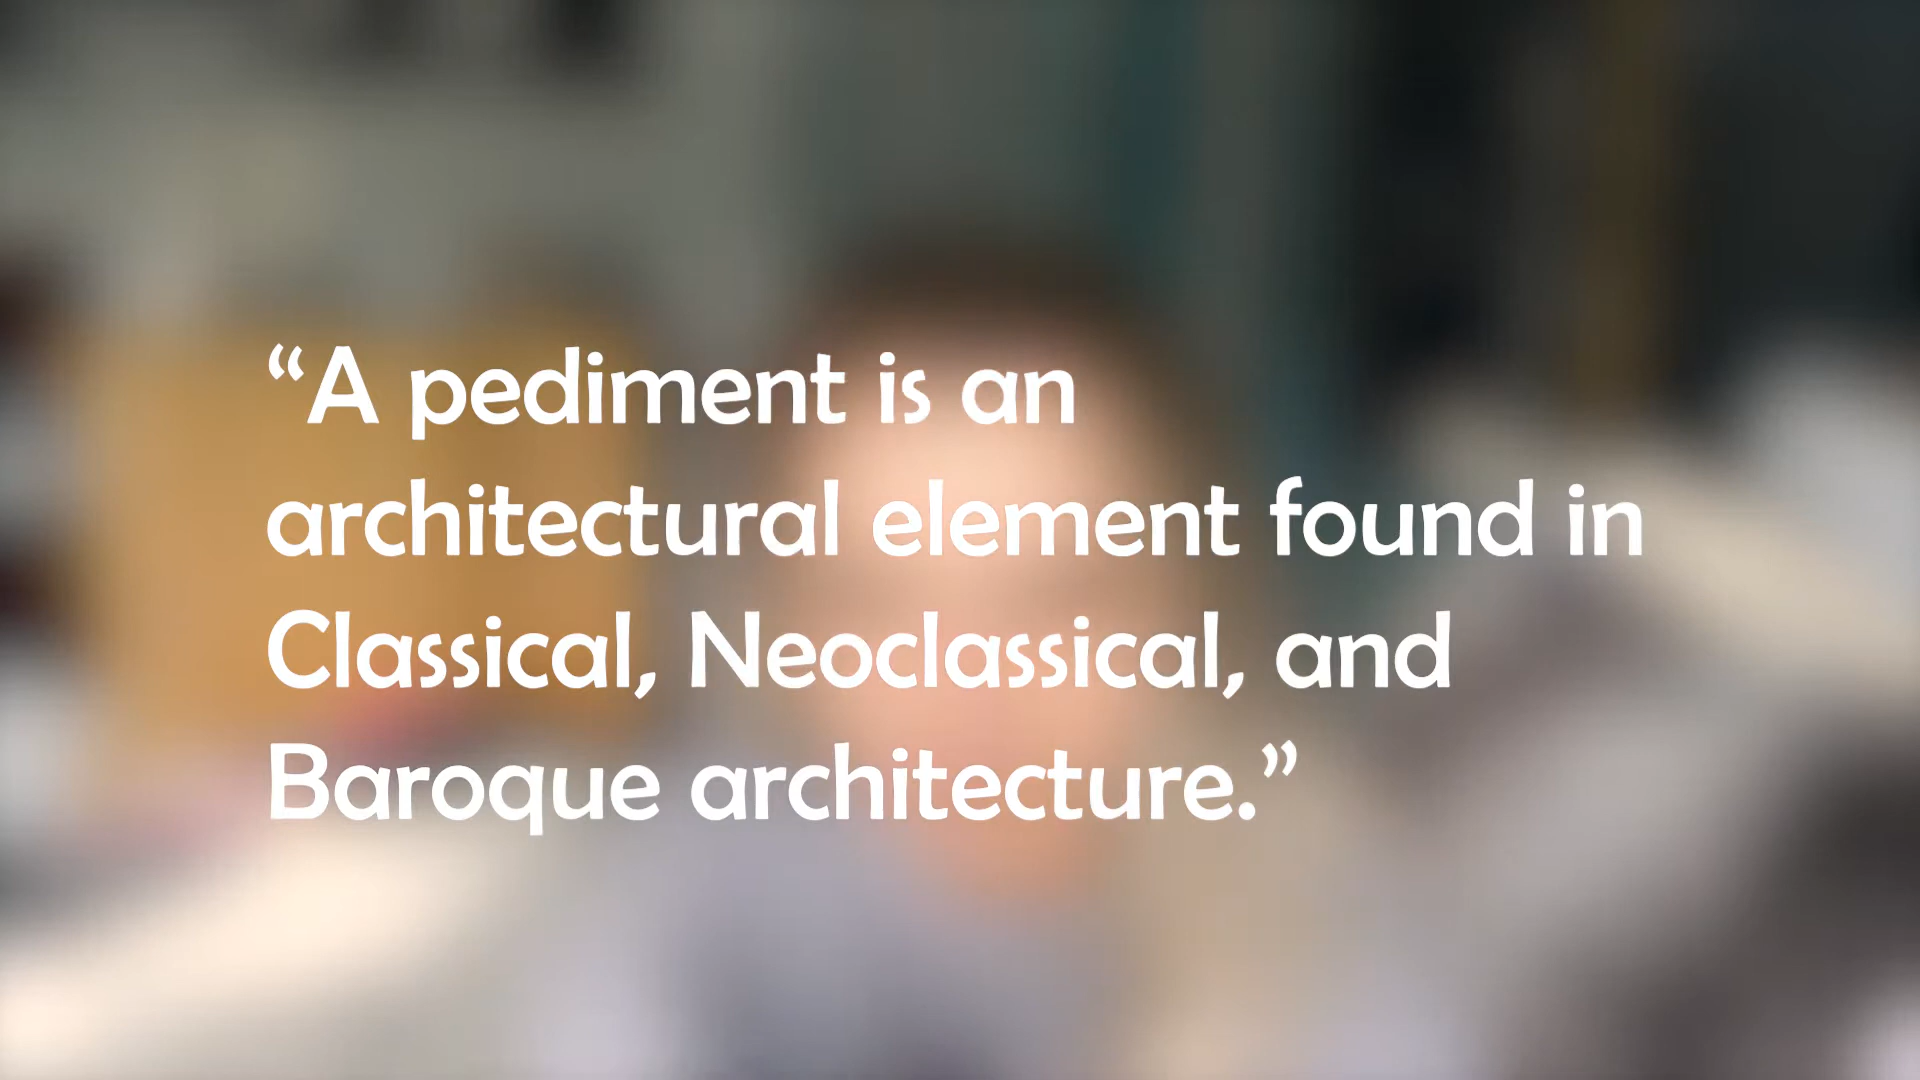 “A pediment is an
architectural element found in
Classical, Neoclassical, and
Baroque architecture.”